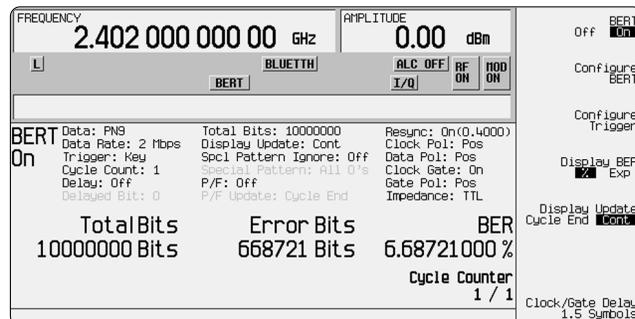 FREQUENCY
2.402 000 000 00 GHz
AMPLITUDE
0.00 dBm
L
BLUETTH
ALC OFF
RF ON
MOD ON
BERT
I/Q
BERT On
Data: PN9
Data Rate: 2 Mbps
Trigger: Key
Cycle Count: 1
Delay: Off
Delayed Bit: 0
Total Bits: 10000000
Display Update: Cont
Spcl Pattern Ignore: Off
Special Pattern: All 0's
P/F: Off
P/F Update: Cycle End
Resync: On(0.4000)
Clock Pol: Pos
Data Pol: Pos
Clock Gate: On
Gate Pol: Pos
Impedance: TTL
Total Bits
10000000 Bits
Error Bits
668721 Bits
BER
6.68721000 %
Cycle Counter
1 / 1
BERT
Off On
Configure
BERT
Configure
Trigger
Display BER
% Exp
Display Update
Cycle End Cont
Clock/Gate Delay
1.5 Symbols